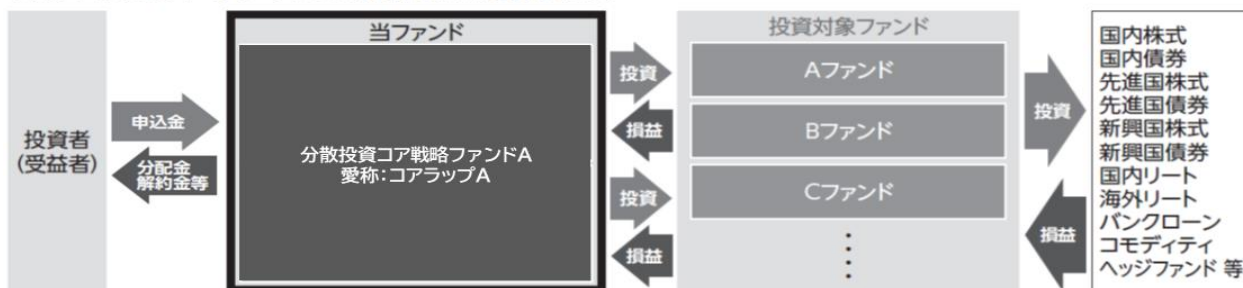 投資者
(受益者)
申込金
分配金
解約金等
当ファンド
分散投資コア戦略ファンドA
愛称:コアラップA
投資
損益
投資
損益
投資対象ファンド
Aファンド
Bファンド
Cファンド
投資
損益
国内株式
国内債券
先進国株式
先進国債券
新興国株式
新興国債券
国内リート
海外リート
バンクローン
コモディティ
ヘッジファンド 等